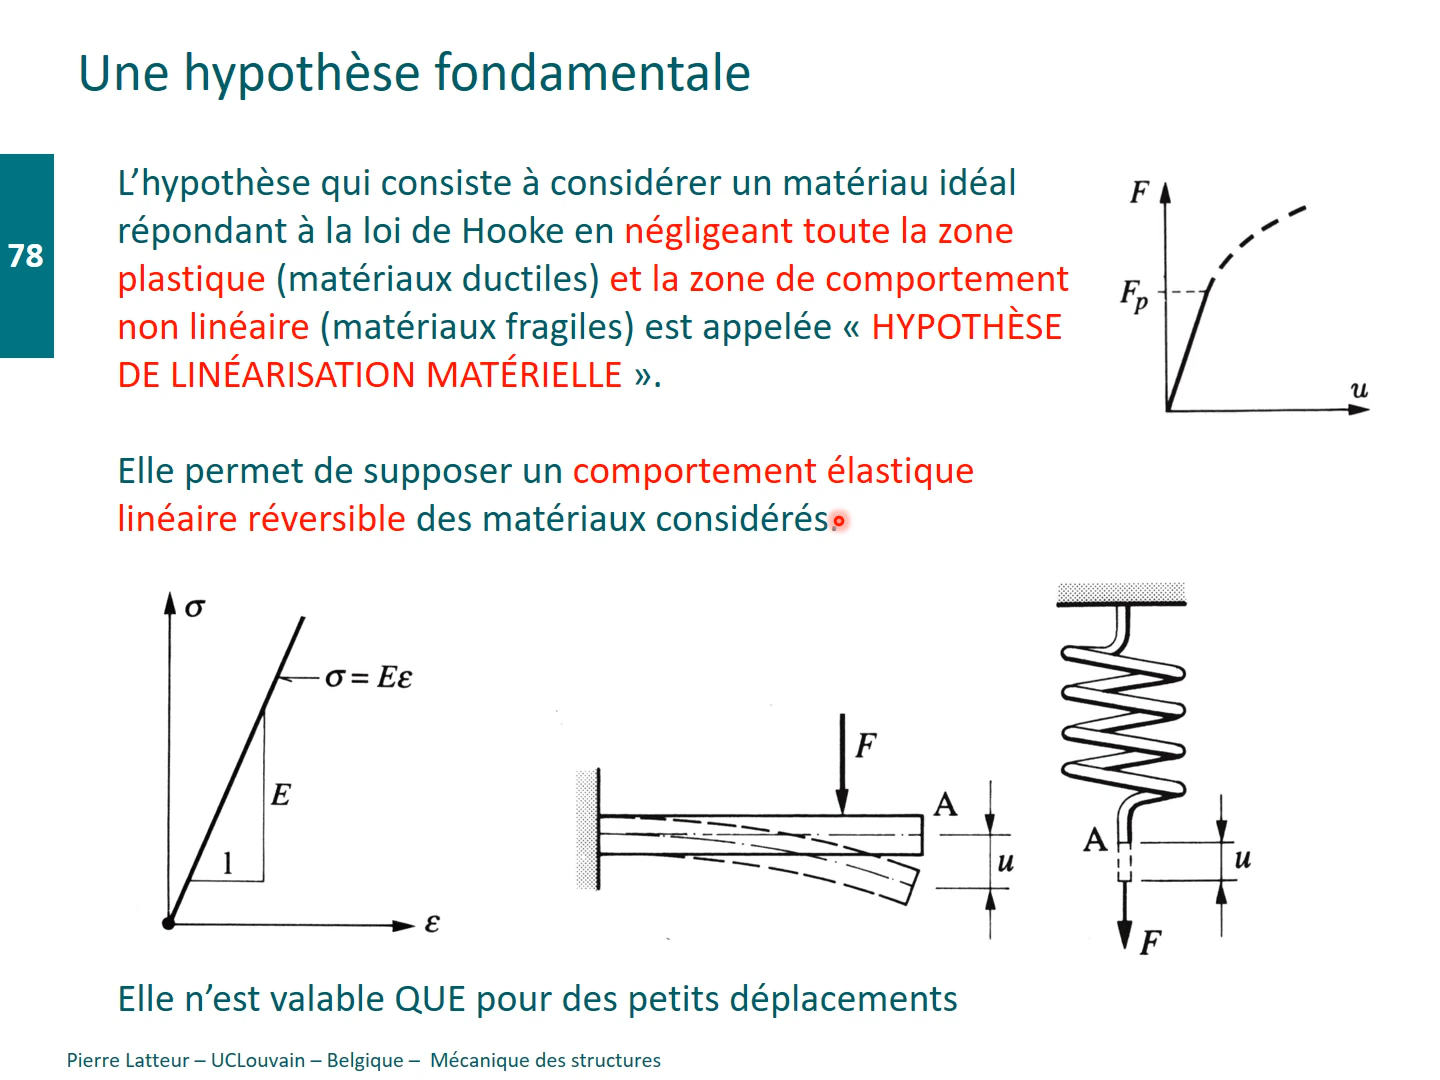 Une hypothèse fondamentale
78
L’hypothèse qui consiste à considérer un matériau idéal
répondant à la loi de Hooke en négligeant toute la zone
plastique (matériaux ductiles) et la zone de comportement
non linéaire (matériaux fragiles) est appelée « HYPOTHÈSE
DE LINÉARISATION MATÉRIELLE ».
F
Fp
u
Elle permet de supposer un comportement élastique
linéaire réversible des matériaux considérés.
σ
σ = Eε
E
1
ε
F
A
u
A
u
F
Elle n’est valable QUE pour des petits déplacements
Pierre Latteur – UCLouvain – Belgique – Mécanique des structures